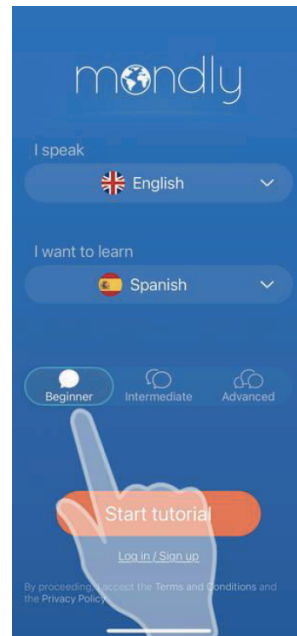 mondly
I speak
English
I want to learn
Spanish
Beginner Intermediate Advanced
Start tutorial
Log in / Sign up
By proceeding, I accept the Terms and Conditions and
the Privacy Policy